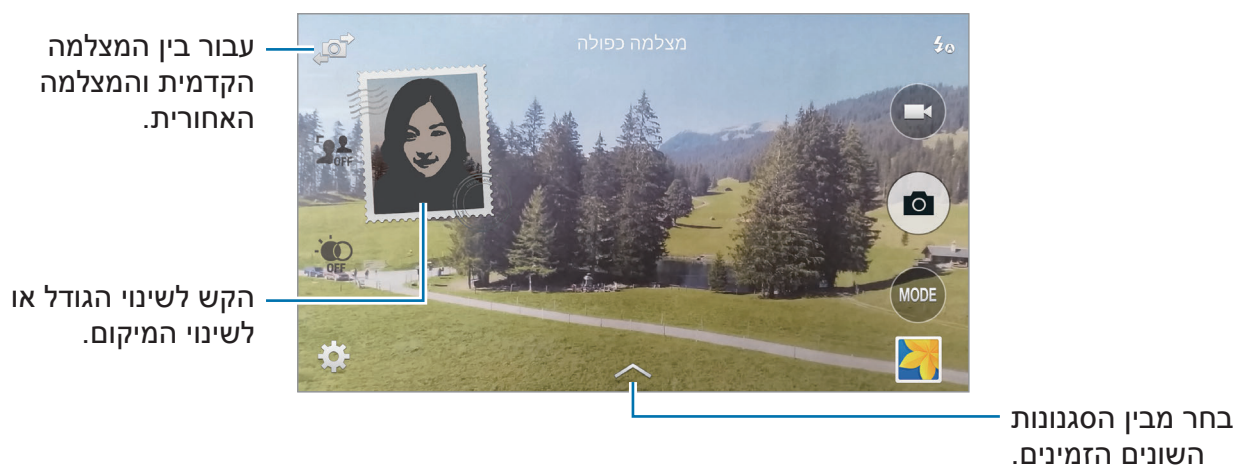 עבור בין המצלמה
הקדמית והמצלמה
האחורית.
מצלמה כפולה
OFF
OFF
הקש לשינוי הגודל או
לשינוי המיקום.
MODE
בחר מבין הסגנונות
השונים הזמינים.